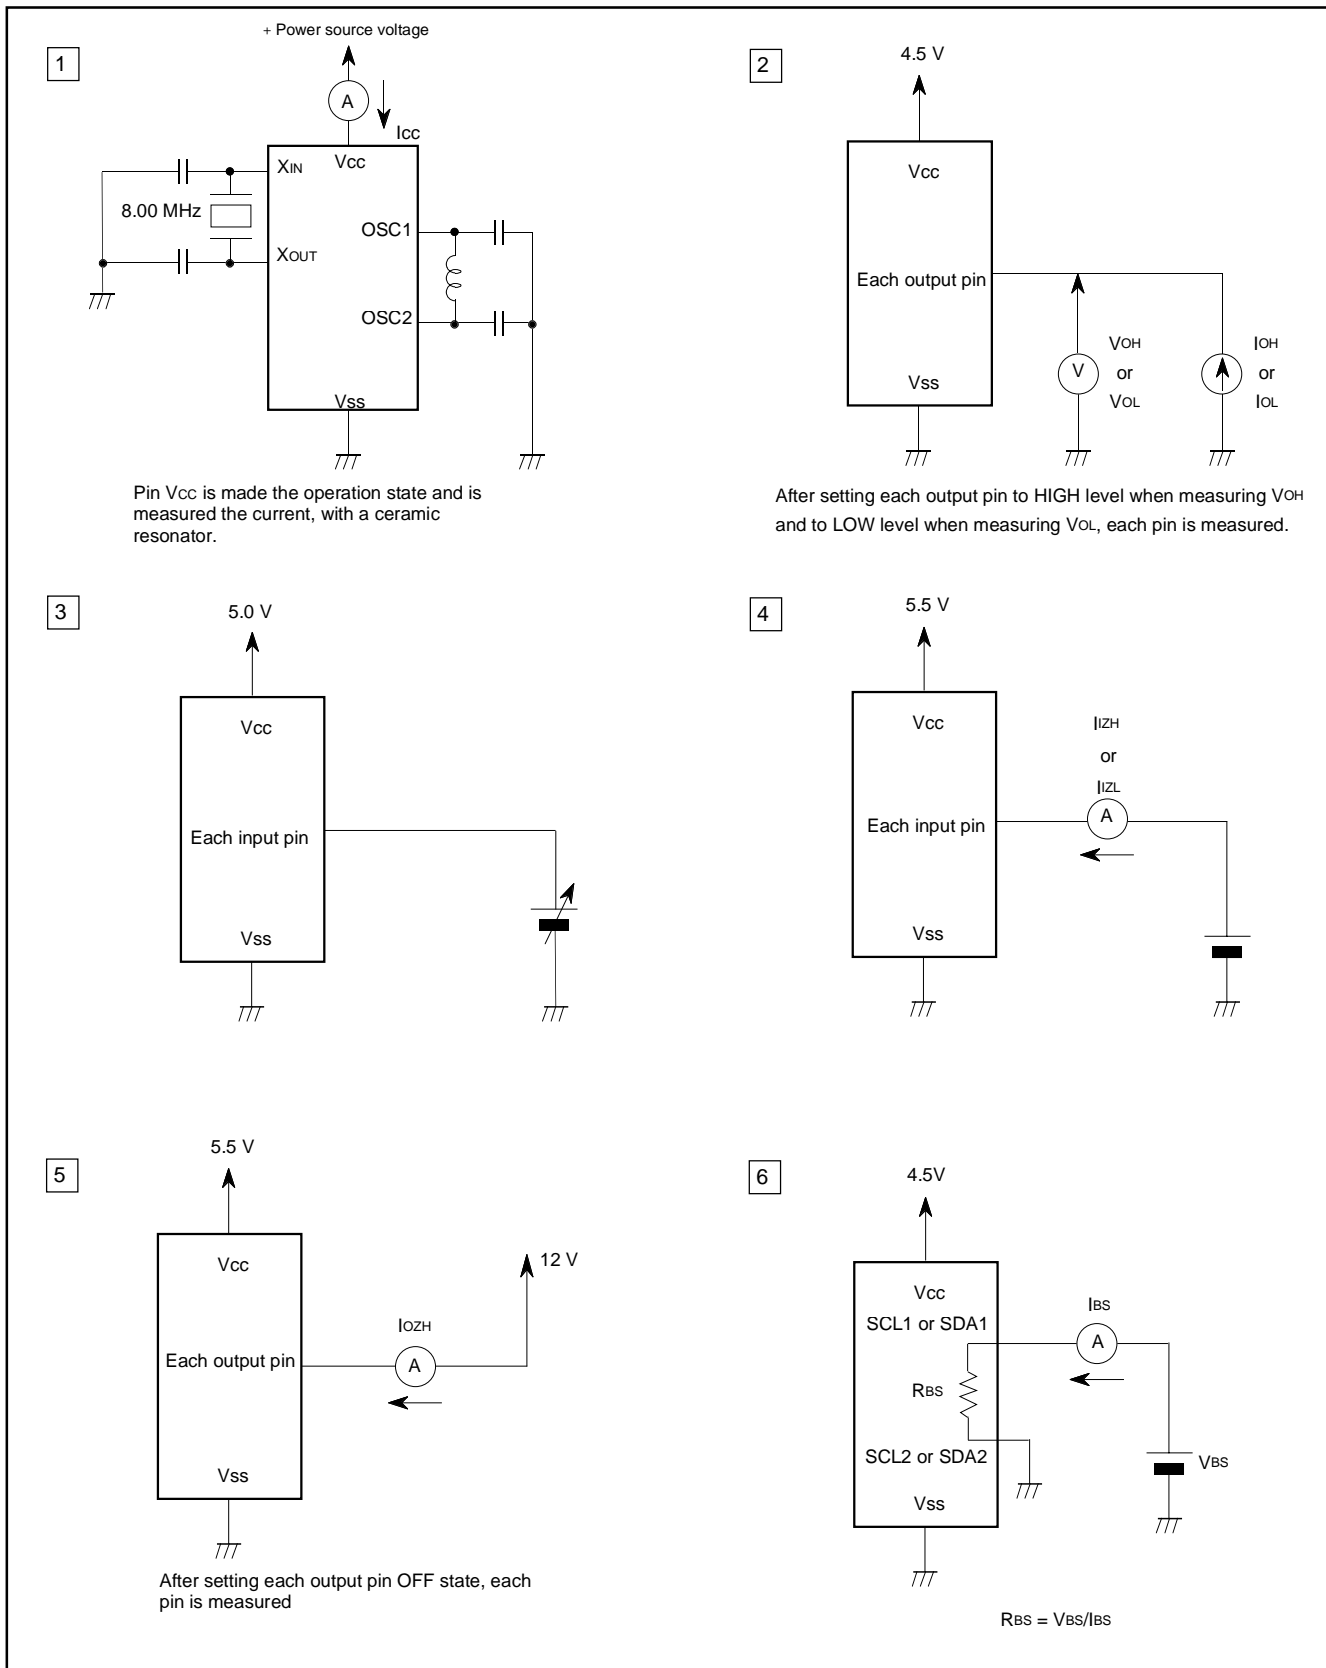 1
+ Power source voltage
A
Icc
XIN
Vcc
8.00 MHz
OSC1
XOUT
OSC2
Vss
Pin Vcc is made the operation state and is
measured the current, with a ceramic
resonator.
2
4.5 V
Vcc
Each output pin
VOH
or
VOL
V
IOH
or
IOL
Vss
After setting each output pin to HIGH level when measuring VOH
and to LOW level when measuring VOL, each pin is measured.
3
5.0 V
Vcc
Each input pin
Vss
4
5.5 V
Vcc
IIZH
or
IIZL
A
Each input pin
Vss
5
5.5 V
Vcc
12 V
IOZH
A
Each output pin
Vss
After setting each output pin OFF state, each
pin is measured
6
4.5V
Vcc
SCL1 or SDA1
IBS
A
RBS
SCL2 or SDA2
VBS
Vss
RBS = VBS/IBS